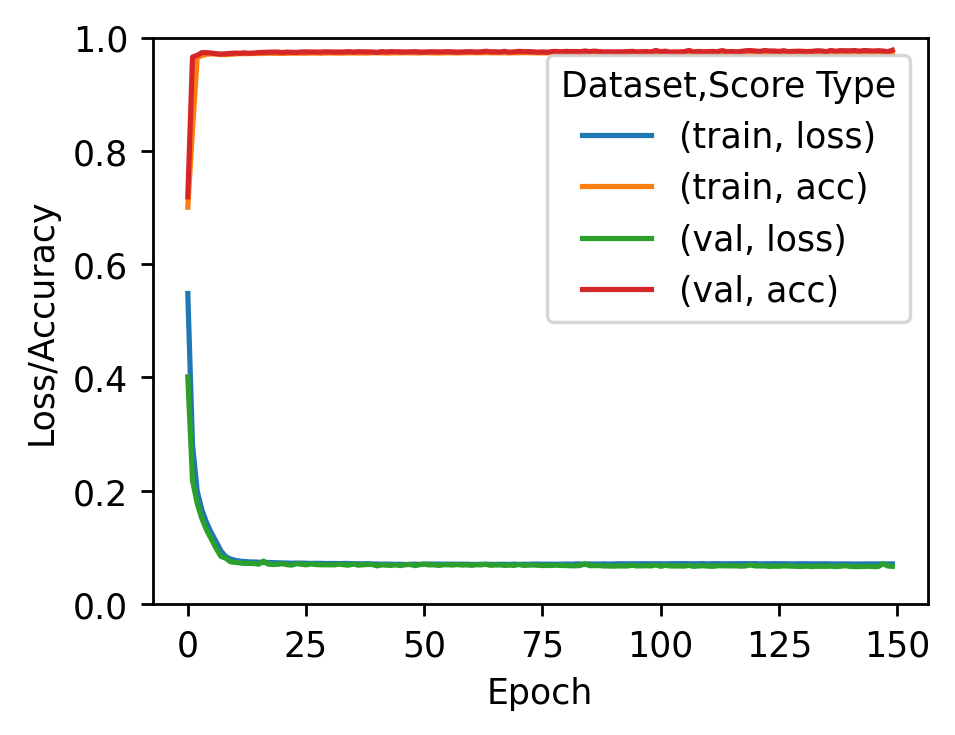 1.0
0.8
0.6
0.4
0.2
0.0
Loss/Accuracy
Dataset,Score Type
(train, loss)
(train, acc)
(val, loss)
(val, acc)
0 25 50 75 100 125 150
Epoch